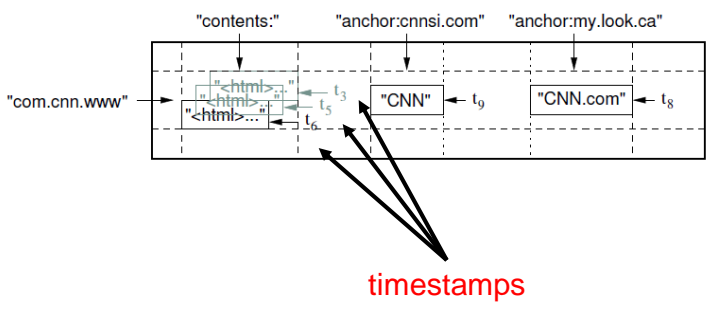 "contents:" "anchor:cnnsi.com" "anchor:my.look.ca"
"<html>..." t3
"<html>..." t5
"com.cnn.www" "<html>..." t6 "CNN" t9 "CNN.com" t8
timestamps